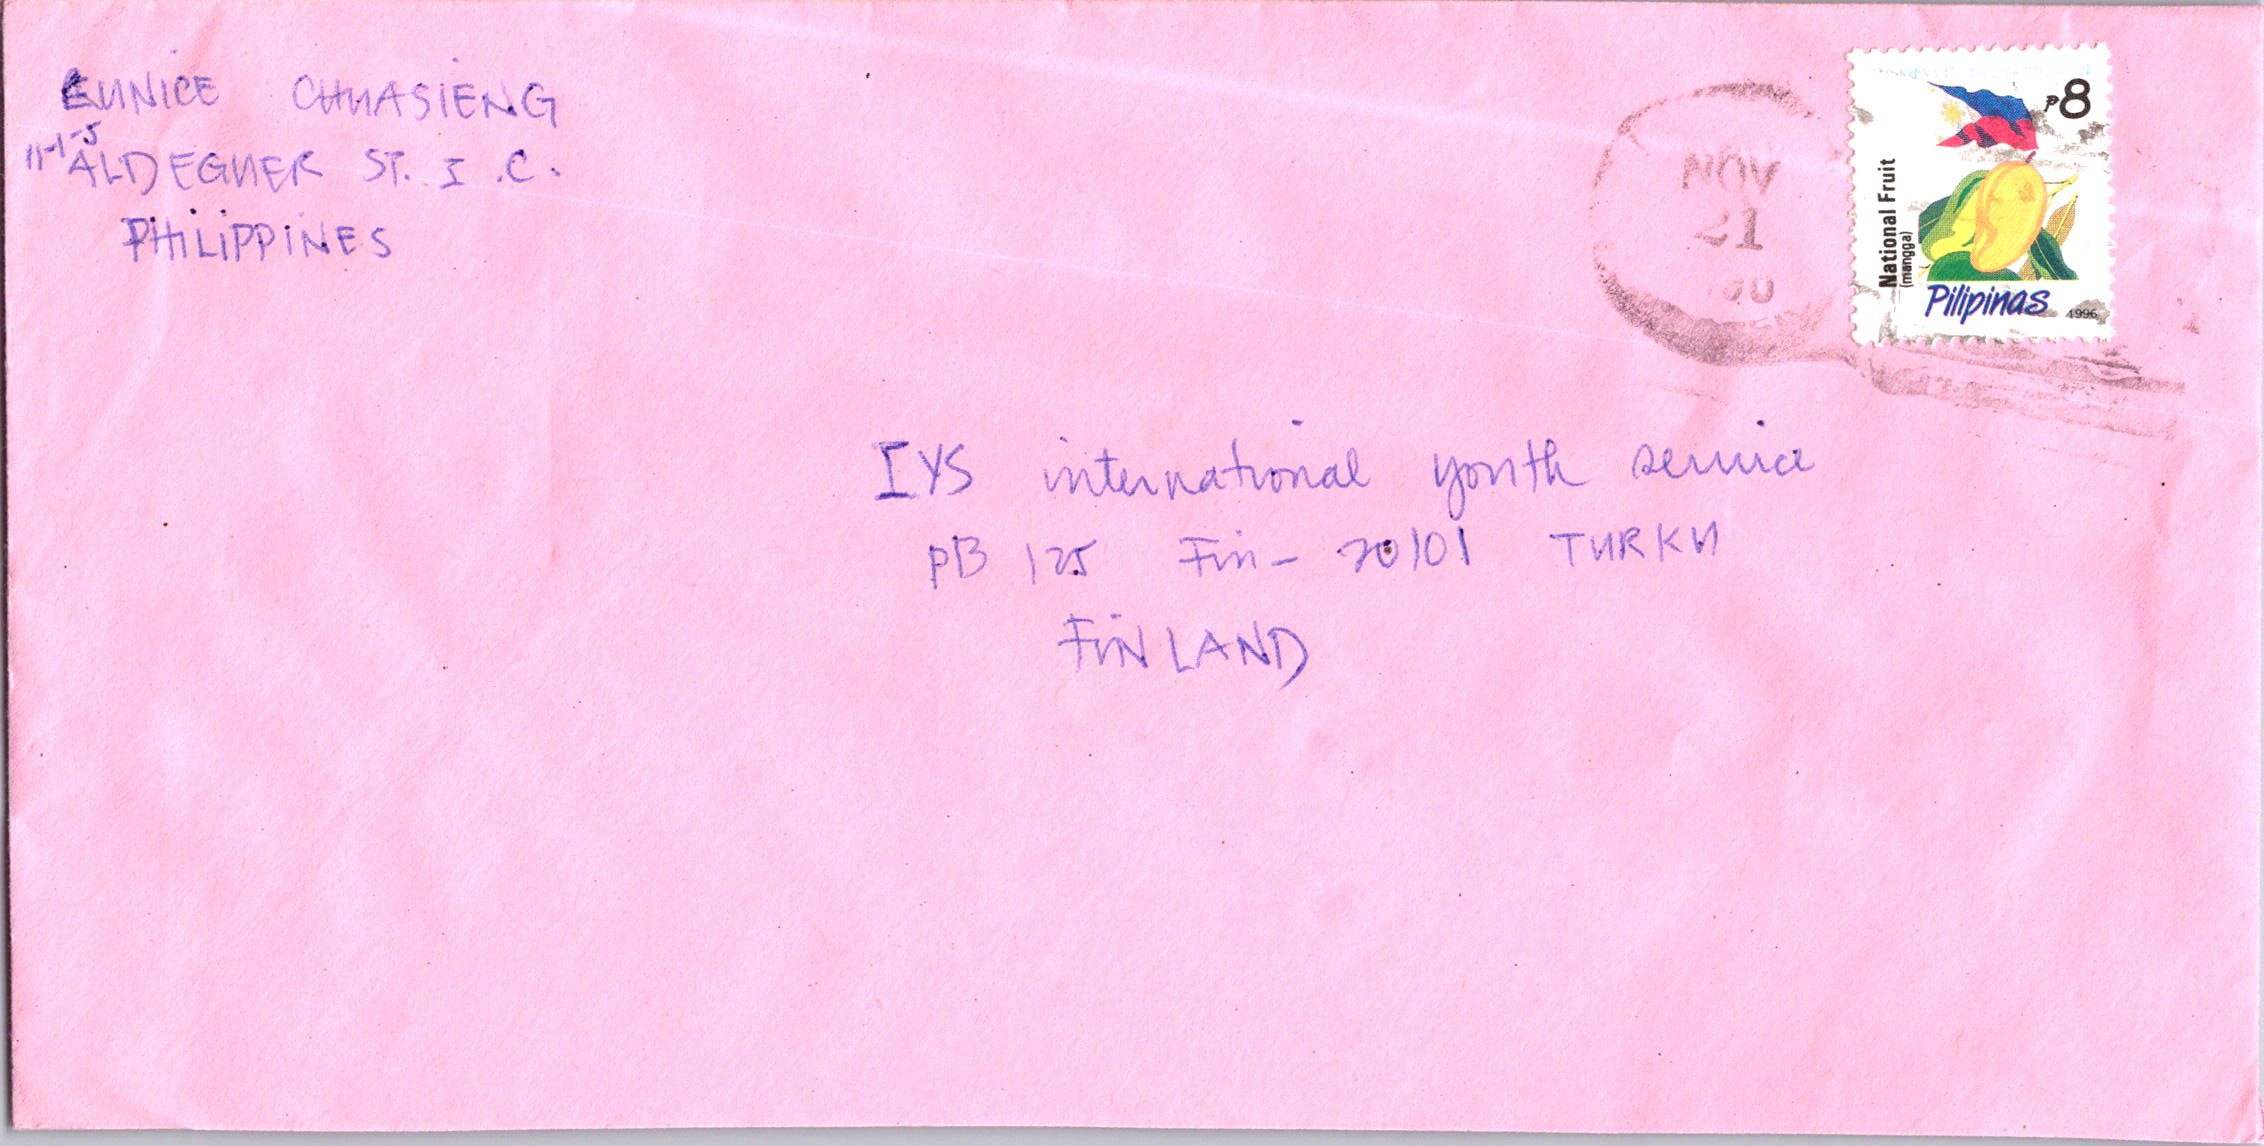 EUNICE CHUASIENG
11-1-J
ALDEGUER ST. I.C.
PHILIPPINES
NOV
21
₱8
National Fruit
(mangga)
Pilipinas
1996
IYS international youth service
PB 125 Fin- 20101 TURKU
FINLAND